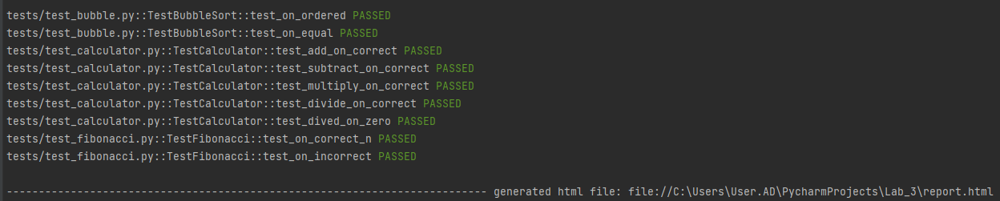 tests/test_bubble.py::TestBubbleSort::test_on_ordered PASSED
tests/test_bubble.py::TestBubbleSort::test_on_equal PASSED
tests/test_calculator.py::TestCalculator::test_add_on_correct PASSED
tests/test_calculator.py::TestCalculator::test_subtract_on_correct PASSED
tests/test_calculator.py::TestCalculator::test_multiply_on_correct PASSED
tests/test_calculator.py::TestCalculator::test_divide_on_correct PASSED
tests/test_calculator.py::TestCalculator::test_dived_on_zero PASSED
tests/test_fibonacci.py::TestFibonacci::test_on_correct_n PASSED
tests/test_fibonacci.py::TestFibonacci::test_on_incorrect PASSED
--------------------------------------------------------------------------- generated html file: file://C:\Users\User.AD\PycharmProjects\Lab_3\report.html